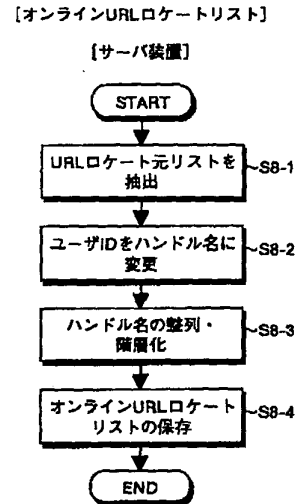 [オンラインURLロケートリスト]
[サーバ装置]
START
URLロケート元リストを
抽出
S8-1
ユーザIDをハンドル名に
変更
S8-2
ハンドル名の整列・
階層化
S8-3
オンラインURLロケート
リストの保存
S8-4
END